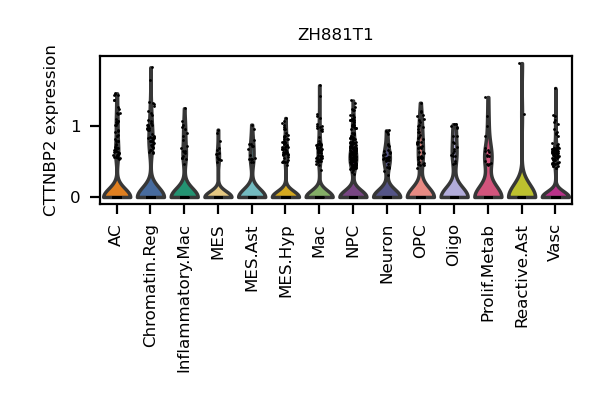 ZH881T1
CTTNBP2 expression
1
0
AC
Chromatin.Reg
Inflammatory.Mac
MES
MES.Ast
MES.Hyp
Mac
NPC
Neuron
OPC
Oligo
Prolif.Metab
Reactive.Ast
Vasc